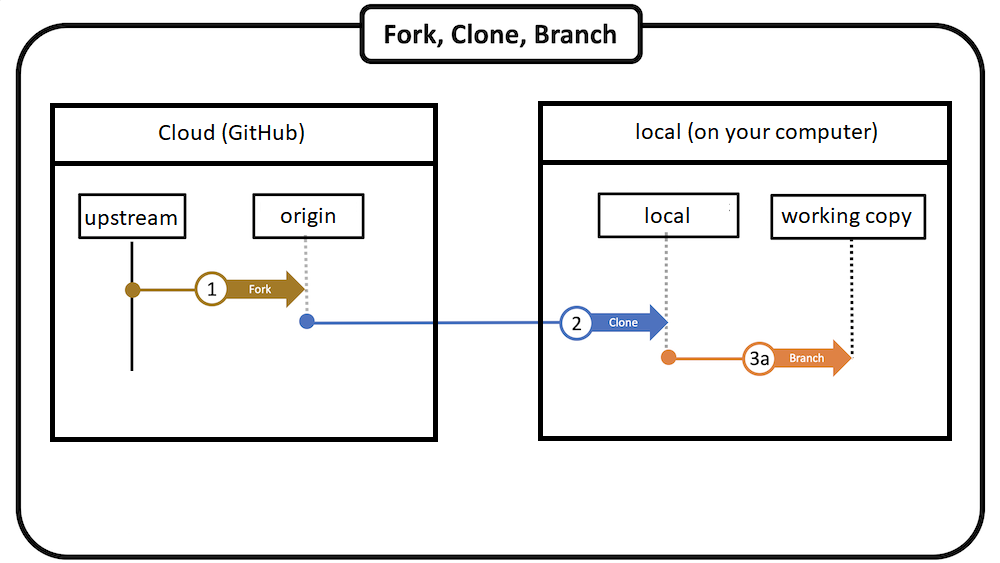 Fork, Clone, Branch
Cloud (GitHub)
local (on your computer)
upstream
origin
local
working copy
1
Fork
2
Clone
3a
Branch